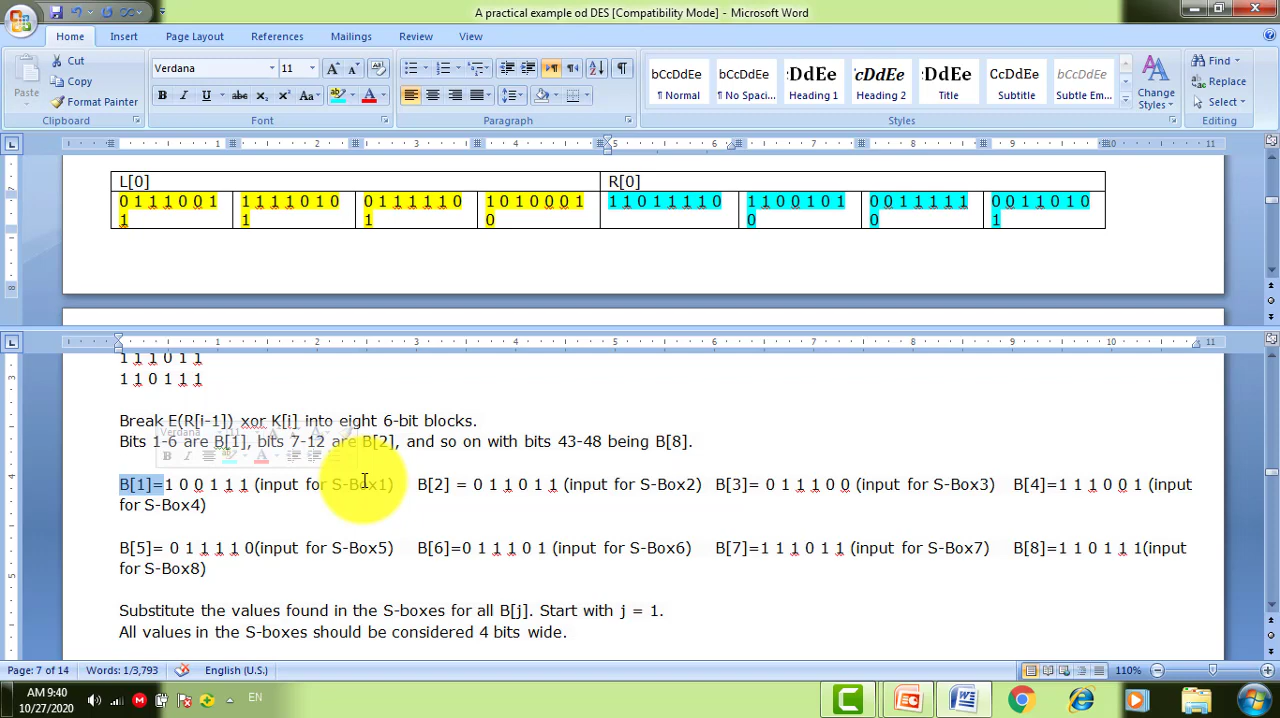 A practical example od DES [Compatibility Mode] - Microsoft Word
Home Insert Page Layout References Mailings Review View
Cut
Copy
Format Painter
Paste
Clipboard
Verdana 11
Font
Paragraph
bCcDdEe bCcDdEe :DdEe cDdEe :DdEe CcDdEe bCcDdEe
¶ Normal ¶ No Spaci... Heading 1 Heading 2 Title Subtitle Subtle Em...
Change
Styles
Styles
Find
Replace
Select
Editing
L[0] R[0]
0 1 1 1 0 0 1 1 1 1 1 0 1 0 0 1 1 1 1 1 0 1 0 1 0 0 0 1 1 1 0 1 1 1 1 0 1 1 0 0 1 0 1 0 0 1 1 1 1 1 0 0 1 1 0 1 0
1 1 1 0 0 0 1
1 1 1 0 1 1
1 1 0 1 1 1
Break E(R[i-1]) xor K[i] into eight 6-bit blocks.
Bits 1-6 are B[1], bits 7-12 are B[2], and so on with bits 43-48 being B[8].
B[1]=1 0 0 1 1 1 (input for S-Box1) B[2] = 0 1 1 0 1 1 (input for S-Box2) B[3]= 0 1 1 1 0 0 (input for S-Box3) B[4]=1 1 1 0 0 1 (input
for S-Box4)
B[5]= 0 1 1 1 1 0(input for S-Box5) B[6]=0 1 1 1 0 1 (input for S-Box6) B[7]=1 1 1 0 1 1 (input for S-Box7) B[8]=1 1 0 1 1 1(input
for S-Box8)
Substitute the values found in the S-boxes for all B[j]. Start with j = 1.
All values in the S-boxes should be considered 4 bits wide.
Page: 7 of 14 Words: 1/3,793 English (U.S.) 110%
AM 9:40
10/27/2020
EN